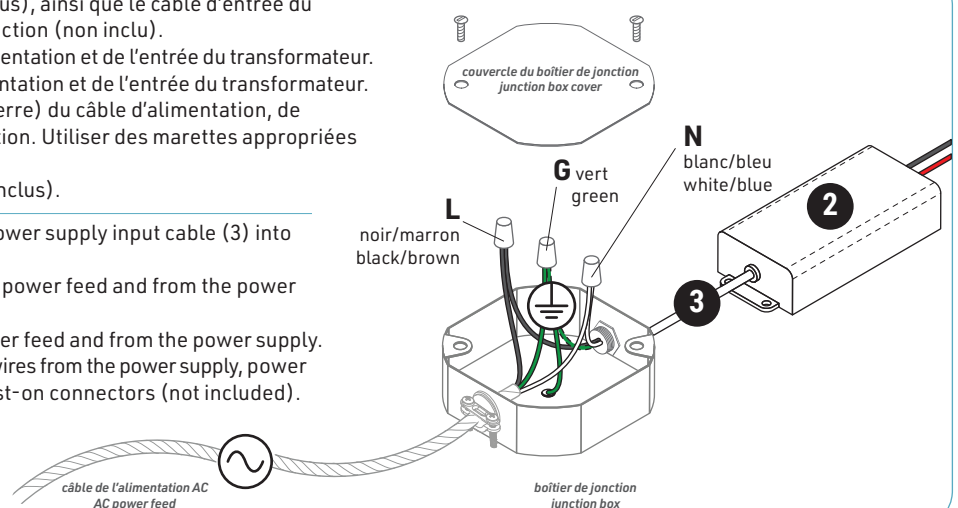 us), ainsi que le câble d'entrée du
nction (non inclu).
entation et de l'entrée du transformateur.
entation et de l'entrée du transformateur.
erre) du câble d'alimentation, de
tion. Utiliser des marettes appropriées
nclus).
ower supply input cable (3) into
power feed and from the power
er feed and from the power supply.
wires from the power supply, power
st-on connectors (not included).
couvercle du boîtier de jonction
junction box cover
L
noir/marron
black/brown
G vert
green
N
blanc/bleu
white/blue
2
3
câble de l'alimentation AC
AC power feed
boîtier de jonction
junction box